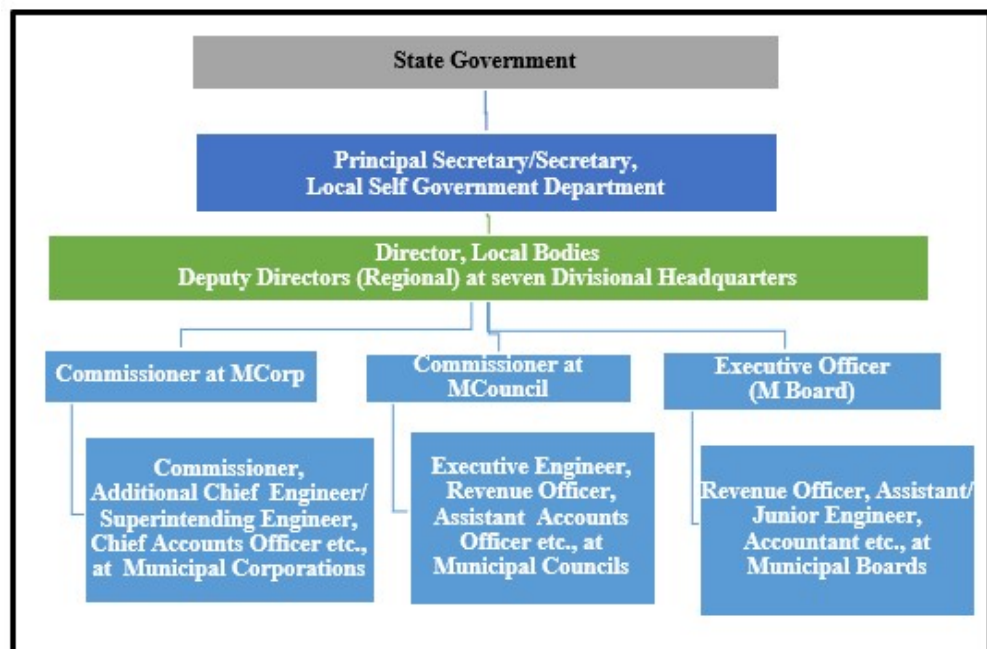 State Government
Principal Secretary/Secretary,
Local Self Government Department
Director, Local Bodies
Deputy Directors (Regional) at seven Divisional Headquarters
Commissioner at MCorp
Commissioner at
MCouncil
Executive Officer
(M Board)
Commissioner,
Additional Chief Engineer/
Superintending Engineer,
Chief Accounts Officer etc.,
at Municipal Corporations
Executive Engineer,
Revenue Officer,
Assistant Accounts
Officer etc., at
Municipal Councils
Revenue Officer, Assistant/
Junior Engineer,
Accountant etc., at
Municipal Boards